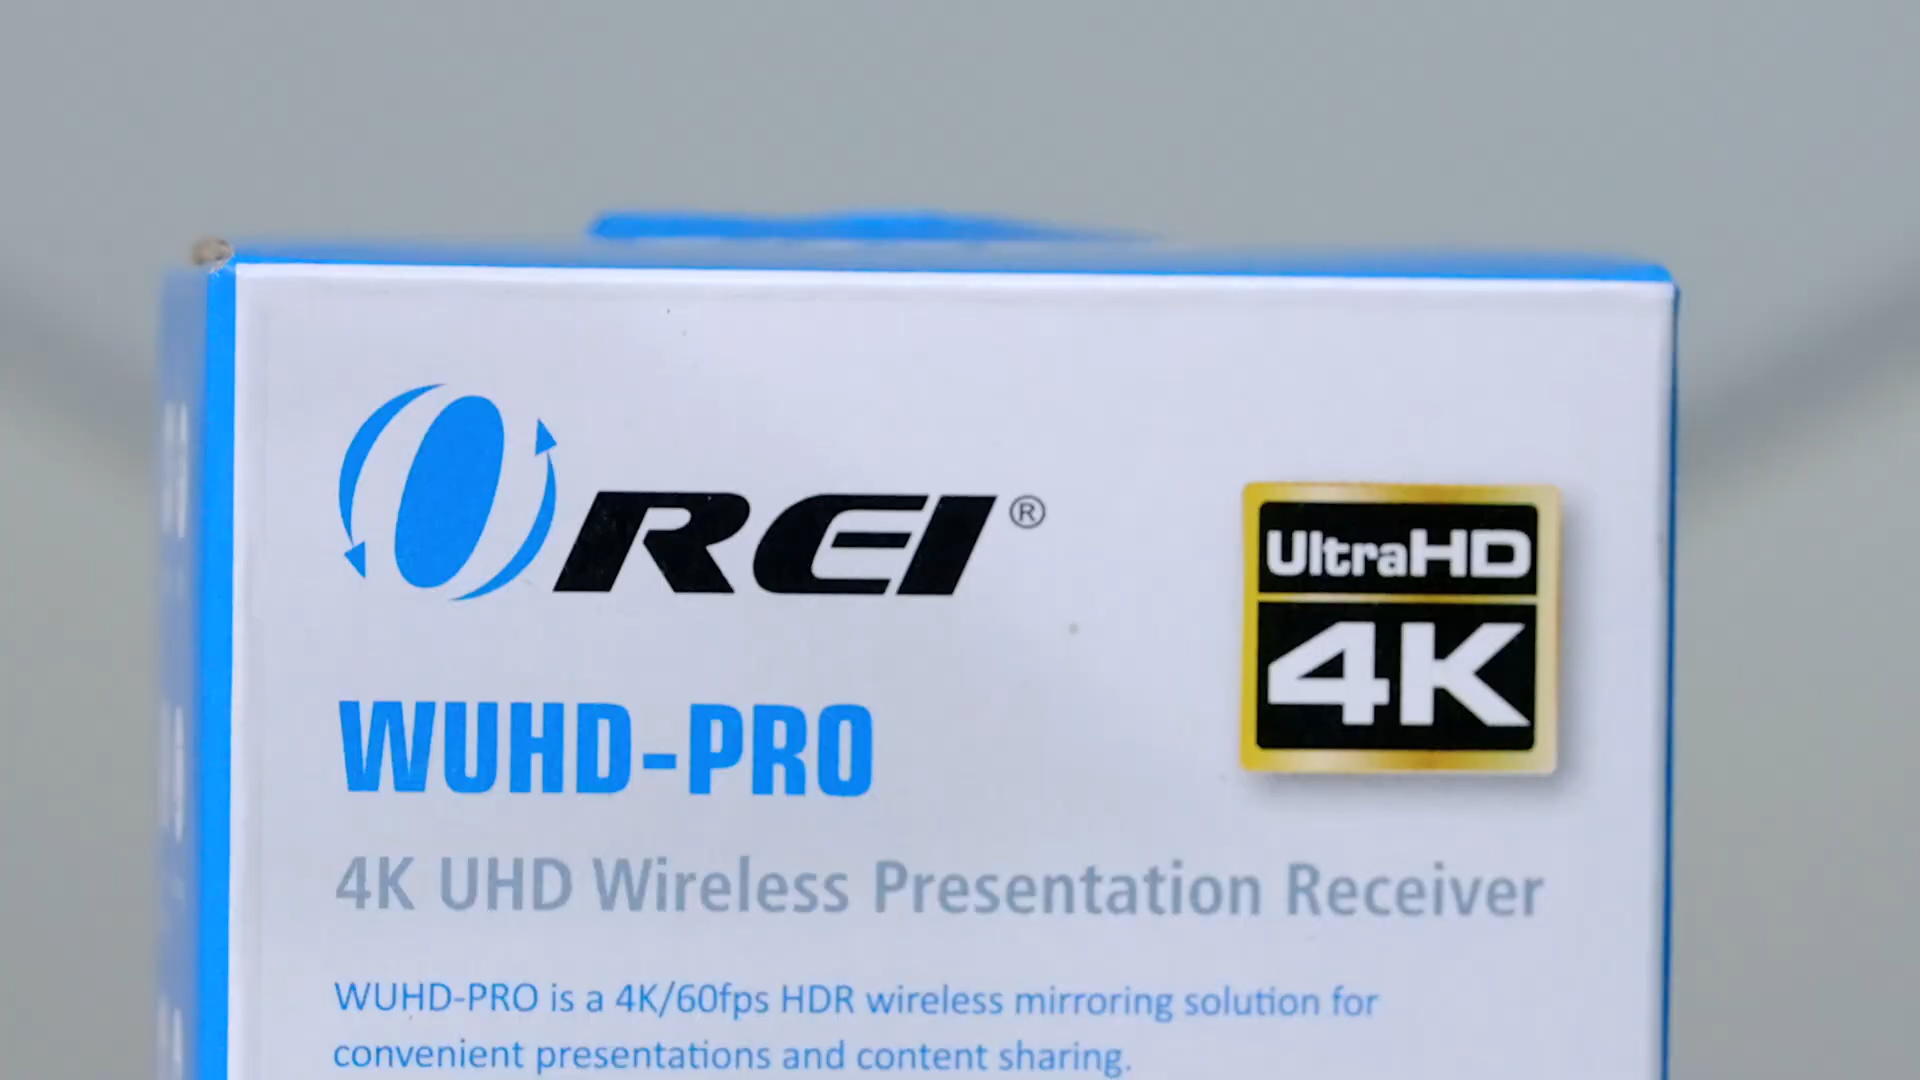 OREI®
UltraHD
4K
WUHD-PRO
4K UHD Wireless Presentation Receiver
WUHD-PRO is a 4K/60fps HDR wireless mirroring solution for
convenient presentations and content sharing.